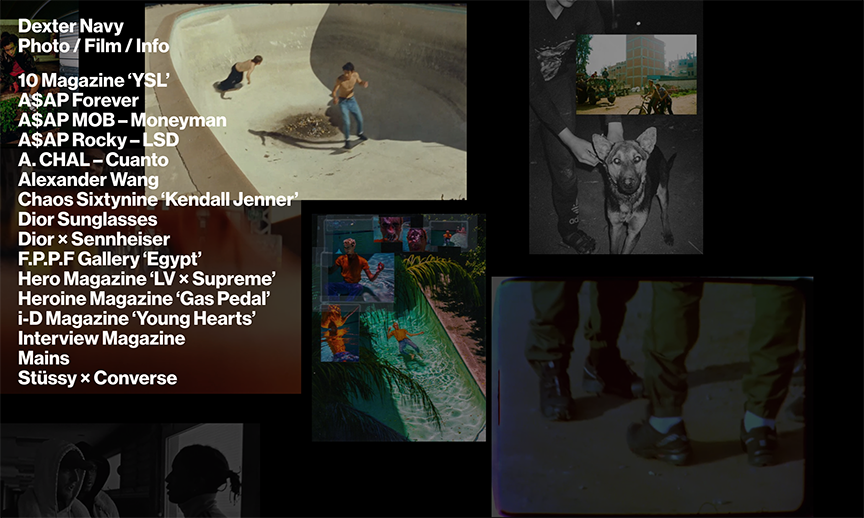 Dexter Navy
Photo / Film / Info
10 Magazine ‘YSL’
A$AP Forever
A$AP MOB – Moneyman
A$AP Rocky – LSD
A. CHAL – Cuanto
Alexander Wang
Chaos Sixtynine ‘Kendall Jenner’
Dior Sunglasses
Dior × Sennheiser
F.P.P.F Gallery ‘Egypt’
Hero Magazine ‘LV × Supreme’
Heroine Magazine ‘Gas Pedal’
i-D Magazine ‘Young Hearts’
Interview Magazine
Mains
Stüssy × Converse